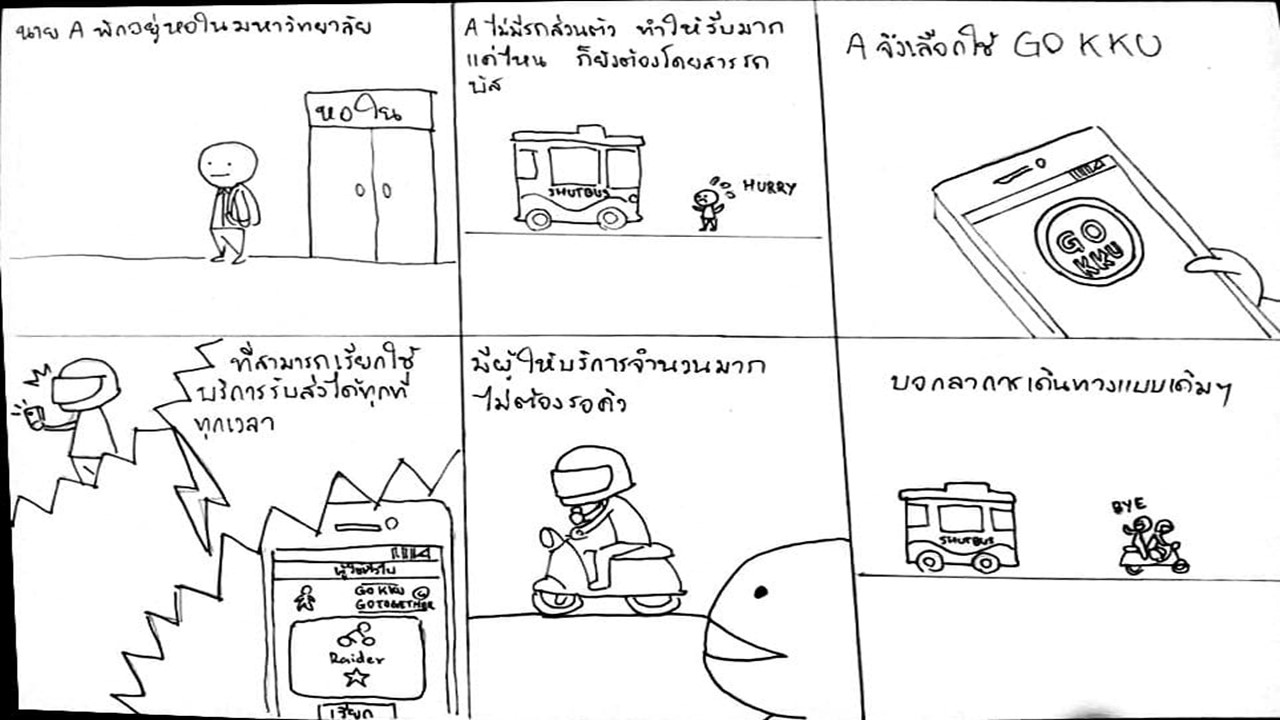 นาย A พักอยู่หอในมหาวิทยาลัย
หอใน
A ไม่มีรถส่วนตัว ทำให้รีบมาก
แค่ไหน ก็ยังต้องโดยสารรถ
บัส
SHUTBUS
HURRY
A จึงเลือกใช้ GO KKU
GO
KKU
ที่สามารถเรียกใช้
บริการรับส่งได้ทุกที่
ทุกเวลา
GO KKU
GO TOGETHER
Raider
เรียก
มีผู้ให้บริการจำนวนมาก
ไม่ต้องรอคิว
บอกลาการเดินทางแบบเดิมๆ
SHUTBUS
BYE